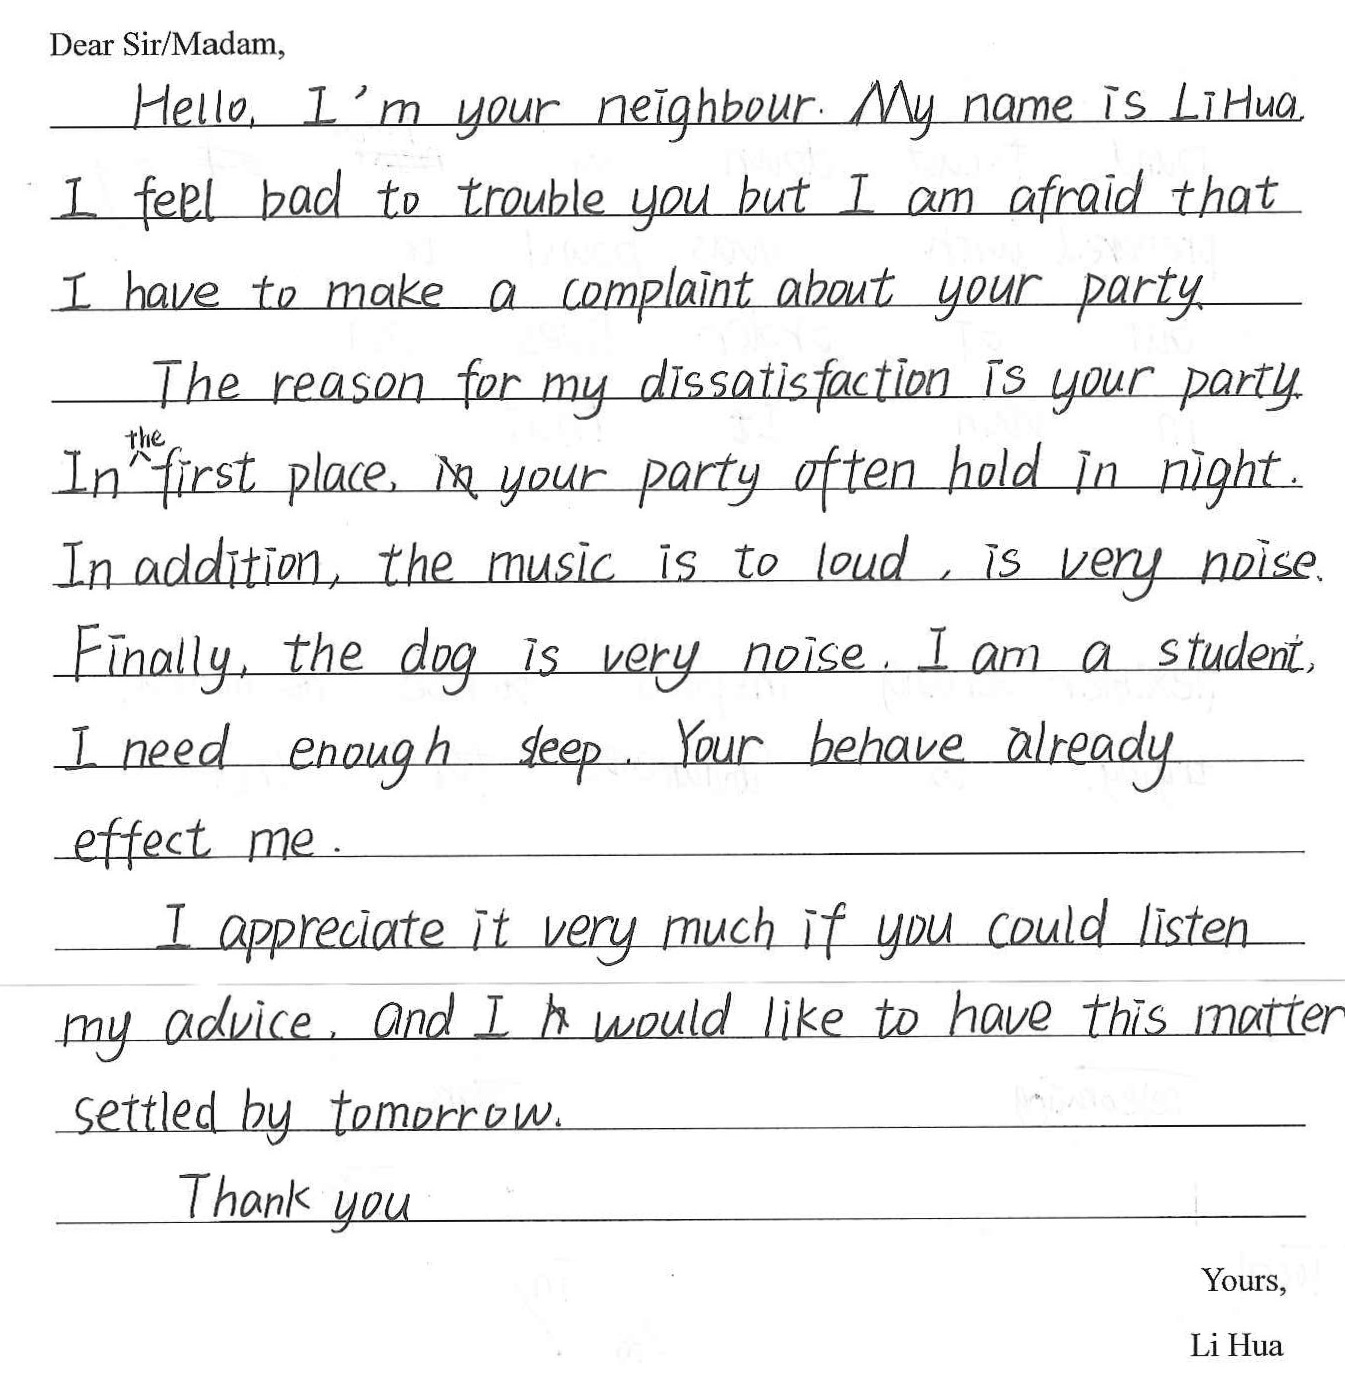 Dear Sir/Madam,
Hello, I'm your neighbour. My name is LiHua.
I feel bad to trouble you but I am afraid that
I have to make a complaint about your party.
The reason for my dissatisfaction is your party.
In the first place, your party often hold in night.
In addition, the music is to loud, is very noise.
Finally, the dog is very noise. I am a student,
I need enough sleep. Your behave already
effect me.
I appreciate it very much if you could listen
my advice, and I would like to have this matter
settled by tomorrow.
Thank you
Yours,
Li Hua